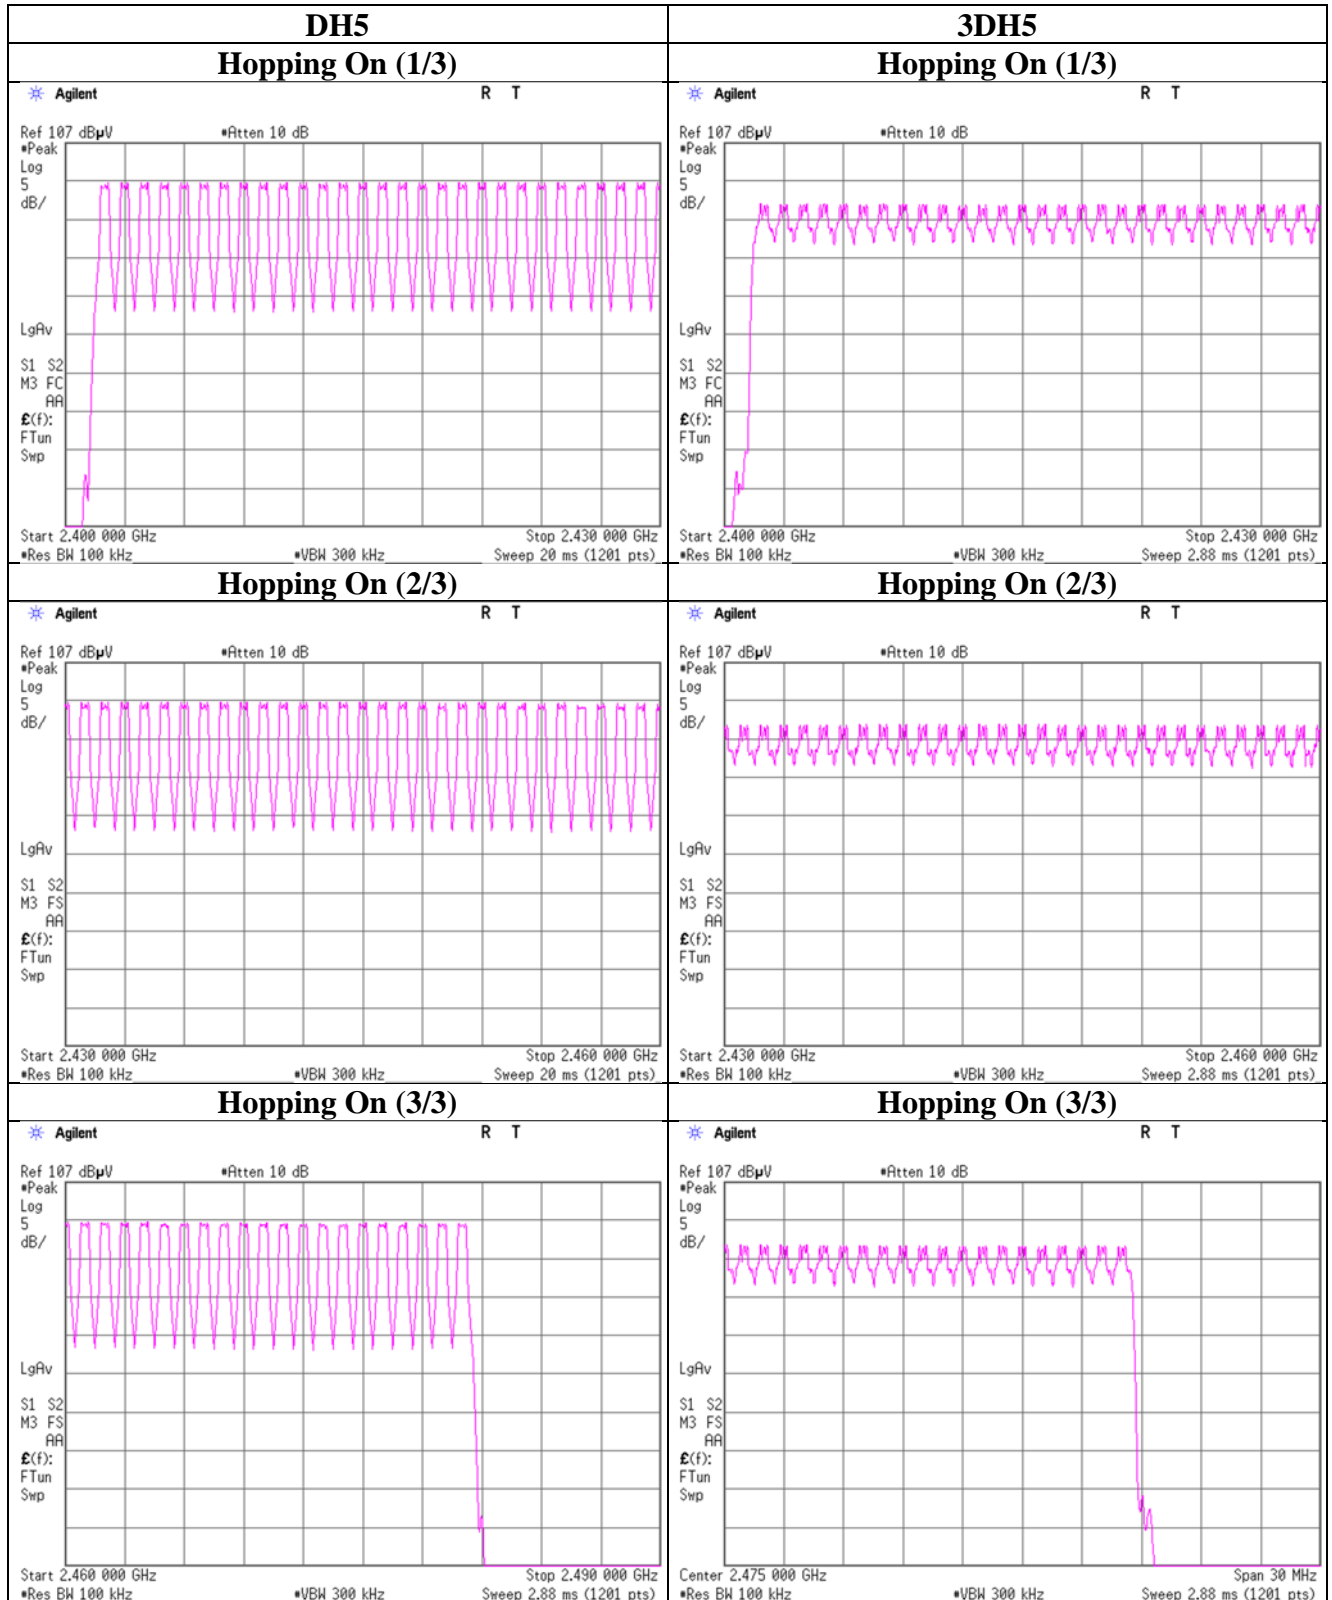 DH5
3DH5
Hopping On (1/3)
Hopping On (1/3)
Agilent R T
Ref 107 dBµV #Atten 10 dB
#Peak
Log
5
dB/
LgAv
S1 S2
M3 FC
AA
£(f):
FTun
Swp
Start 2.400 000 GHz Stop 2.430 000 GHz
#Res BW 100 kHz #VBW 300 kHz Sweep 20 ms (1201 pts)
Agilent R T
Ref 107 dBµV #Atten 10 dB
#Peak
Log
5
dB/
LgAv
S1 S2
M3 FC
AA
£(f):
FTun
Swp
Start 2.400 000 GHz Stop 2.430 000 GHz
#Res BW 100 kHz #VBW 300 kHz Sweep 2.88 ms (1201 pts)
Hopping On (2/3)
Hopping On (2/3)
Agilent R T
Ref 107 dBµV #Atten 10 dB
#Peak
Log
5
dB/
LgAv
S1 S2
M3 FS
AA
£(f):
FTun
Swp
Start 2.430 000 GHz Stop 2.460 000 GHz
#Res BW 100 kHz #VBW 300 kHz Sweep 20 ms (1201 pts)
Agilent R T
Ref 107 dBµV #Atten 10 dB
#Peak
Log
5
dB/
LgAv
S1 S2
M3 FS
AA
£(f):
FTun
Swp
Start 2.430 000 GHz Stop 2.460 000 GHz
#Res BW 100 kHz #VBW 300 kHz Sweep 2.88 ms (1201 pts)
Hopping On (3/3)
Hopping On (3/3)
Agilent R T
Ref 107 dBµV #Atten 10 dB
#Peak
Log
5
dB/
LgAv
S1 S2
M3 FS
AA
£(f):
FTun
Swp
Start 2.460 000 GHz Stop 2.490 000 GHz
#Res BW 100 kHz #VBW 300 kHz Sweep 2.88 ms (1201 pts)
Agilent R T
Ref 107 dBµV #Atten 10 dB
#Peak
Log
5
dB/
LgAv
S1 S2
M3 FS
AA
£(f):
FTun
Swp
Center 2.475 000 GHz Span 30 MHz
#Res BW 100 kHz #VBW 300 kHz Sweep 2.88 ms (1201 pts)